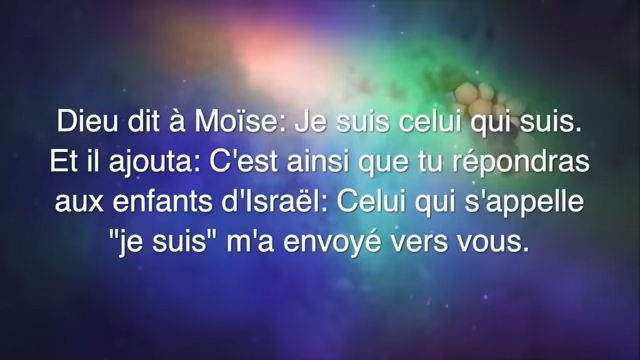 Dieu dit à Moïse: Je suis celui qui suis.
Et il ajouta: C'est ainsi que tu répondras
aux enfants d'Israël: Celui qui s'appelle
"je suis" m'a envoyé vers vous.